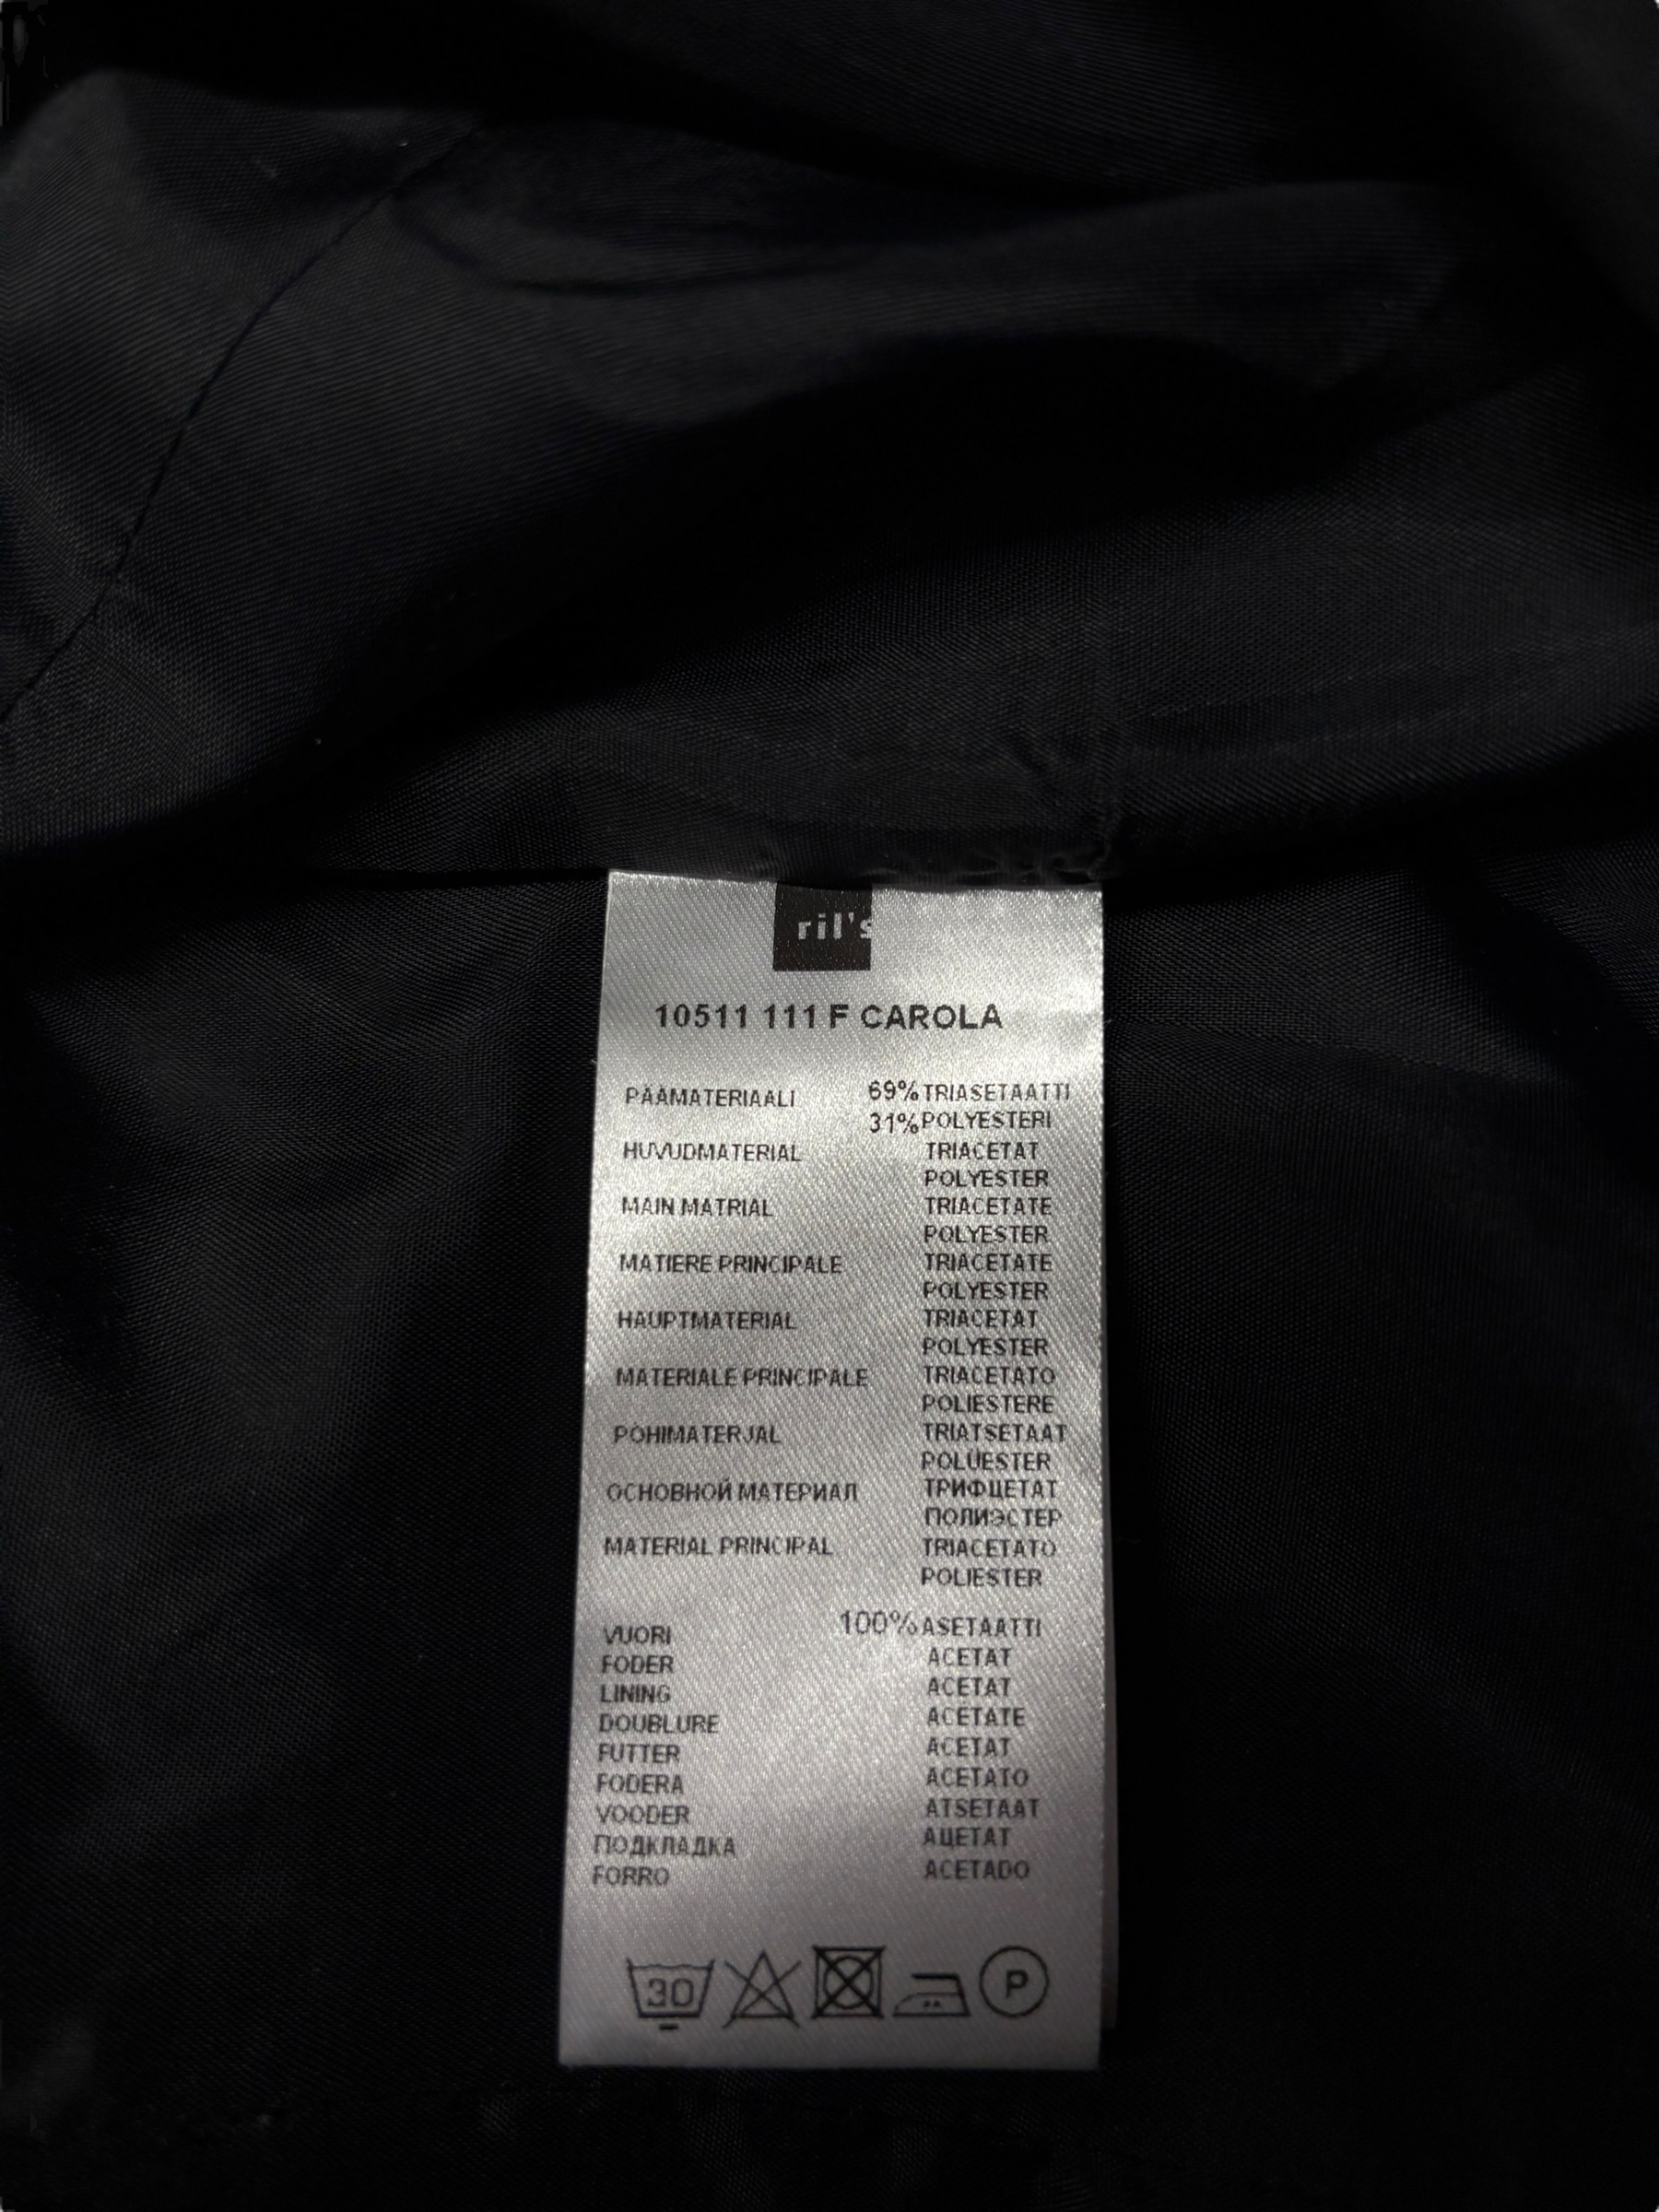 ril's
10511 111 F CAROLA
PÄÄMATERIAALI 69% TRIASETAATTI
31% POLYESTERI
HUVUDMATERIAL TRIACETAT
POLYESTER
MAIN MATRIAL TRIACETATE
POLYESTER
MATIERE PRINCIPALE TRIACETATE
POLYESTER
HAUPTMATERIAL TRIACETAT
POLYESTER
MATERIALE PRINCIPALE TRIACETATO
POLIESTERE
POHIMATERJAL TRIATSETAAT
POLÜESTER
ОСНОВНОЙ МАТЕРИАЛ ТРИФЦЕТАТ
ПОЛИЭСТЕР
MATERIAL PRINCIPAL TRIACETATO
POLIESTER
VUORI 100% ASETAATTI
FODER ACETAT
LINING ACETAT
DOUBLURE ACETATE
FUTTER ACETAT
FODERA ACETATO
VOODER ATSETAAT
ПОДКЛАДКА АЦЕТАТ
FORRO ACETADO
30 P